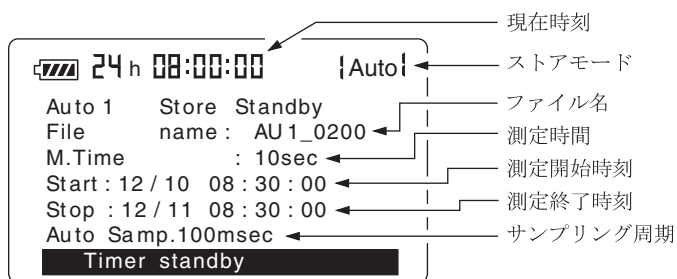 現在時刻
24 h 08:00:00 Auto ストアモード
Auto 1 Store Standby
File name : AU1_0200 ファイル名
M.Time : 10sec 測定時間
Start : 12 / 10 08 : 30 : 00 測定開始時刻
Stop : 12 / 11 08 : 30 : 00 測定終了時刻
Auto Samp.100msec サンプリング周期
Timer standby